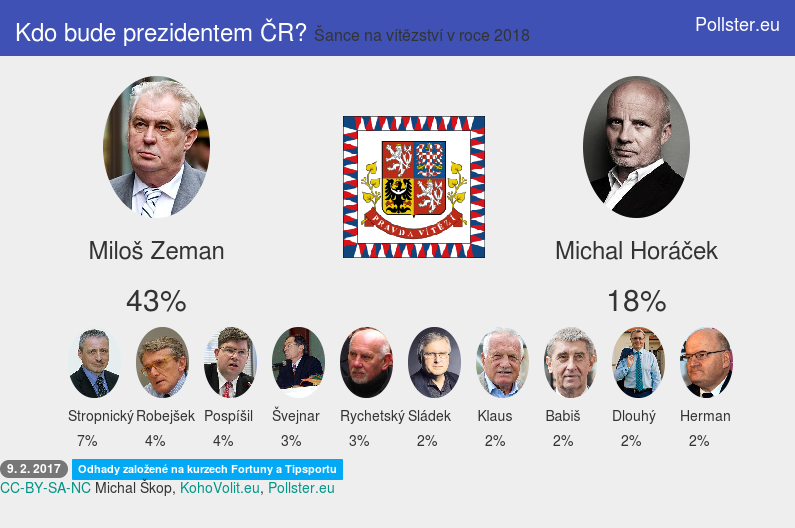 Kdo bude prezidentem ČR? Šance na vítězství v roce 2018
Pollster.eu
PRAVDA VÍTĚZÍ
Miloš Zeman
Michal Horáček
43%
18%
Stropnický Robejšek Pospíšil Švejnar Rychetský Sládek Klaus Babiš Dlouhý Herman
7% 4% 4% 3% 3% 2% 2% 2% 2% 2%
9. 2. 2017 Odhady založené na kurzech Fortuny a Tipsportu
CC-BY-SA-NC Michal Škop, KohoVolit.eu, Pollster.eu